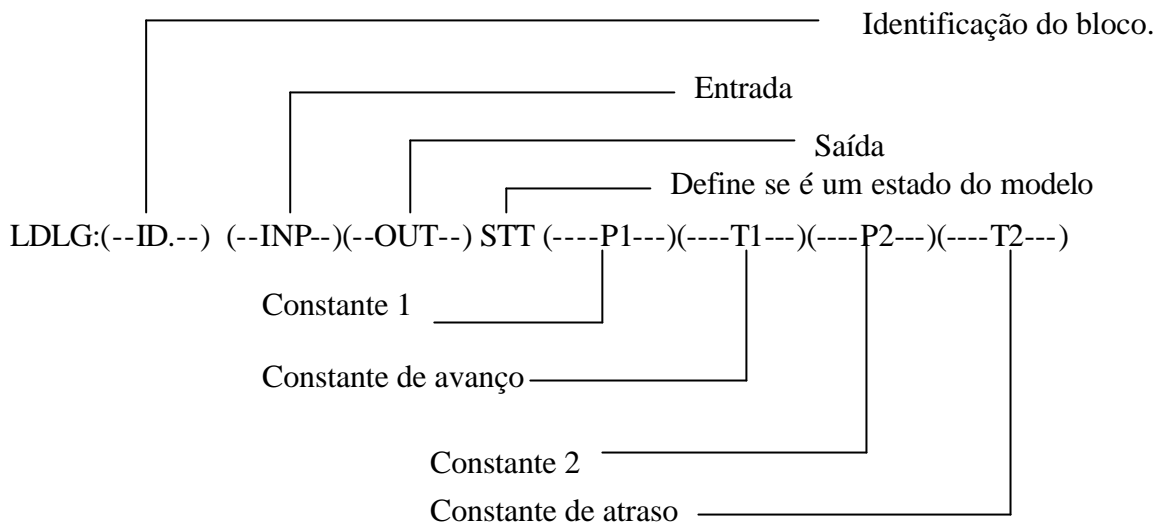 Identificação do bloco.
Entrada
Saída
Define se é um estado do modelo
LDLG:(--ID.--) (--INP--)(--OUT--) STT (----P1---)(----T1---)(----P2---)(----T2---)
Constante 1
Constante de avanço
Constante 2
Constante de atraso